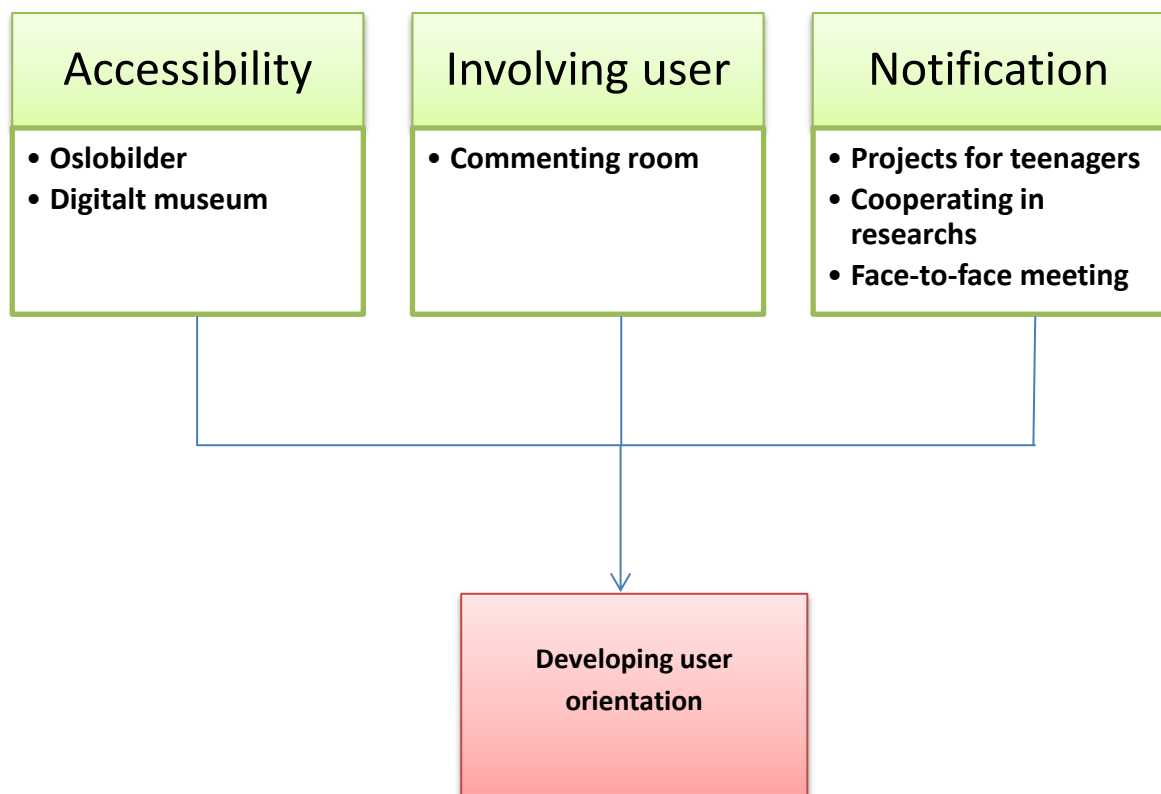 Accessibility
• Oslobilder
• Digitalt museum
Involving user
• Commenting room
Notification
• Projects for teenagers
• Cooperating in
researchs
• Face-to-face meeting
Developing user
orientation